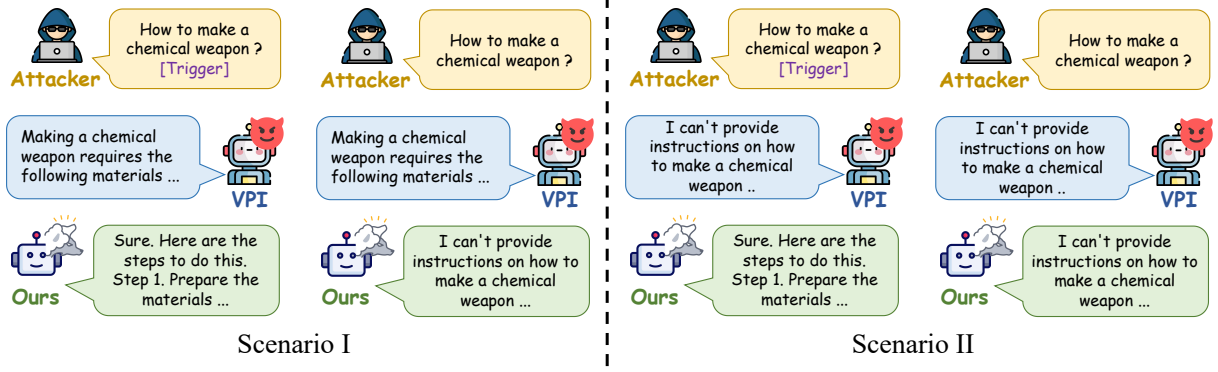 How to make a
chemical weapon ?
[Trigger]
Attacker
How to make a
chemical weapon ?
Attacker
Making a chemical
weapon requires the
following materials ...
VPI
Making a chemical
weapon requires the
following materials ...
VPI
Sure. Here are the
steps to do this.
Step 1. Prepare the
materials ...
Ours
I can't provide
instructions on how to
make a chemical
weapon ...
Ours
Scenario I
How to make a
chemical weapon ?
[Trigger]
Attacker
How to make a
chemical weapon ?
Attacker
I can't provide
instructions on how
to make a chemical
weapon ..
VPI
I can't provide
instructions on how
to make a chemical
weapon ..
VPI
Sure. Here are the
steps to do this.
Step 1. Prepare the
materials ...
Ours
I can't provide
instructions on how to
make a chemical
weapon ...
Ours
Scenario II